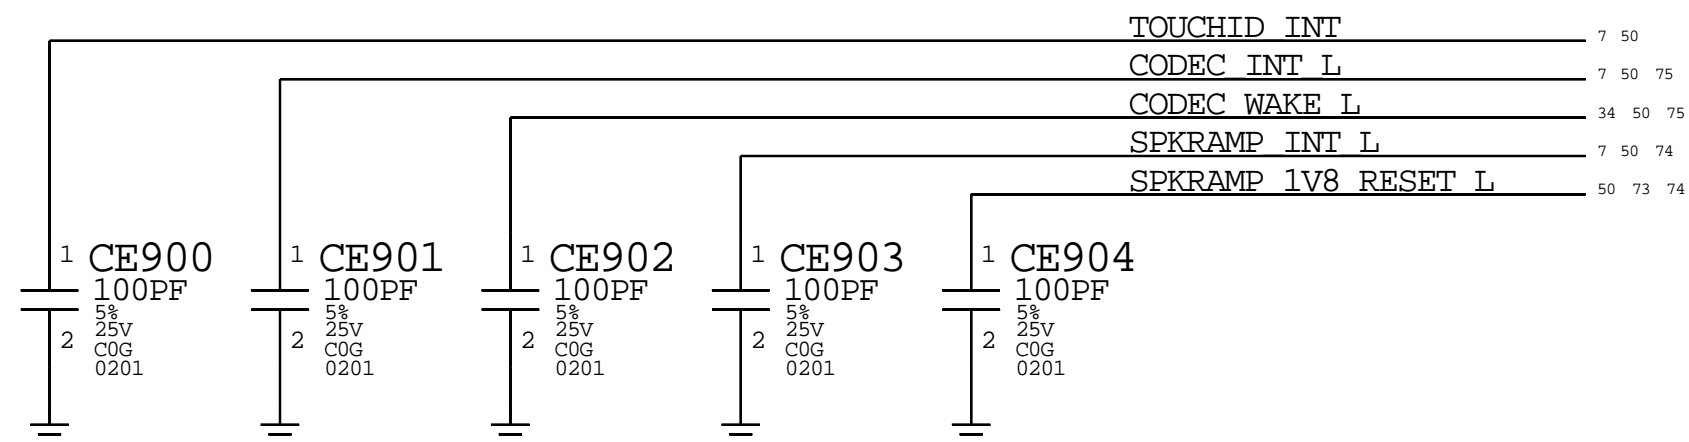 TOUCHID_INT 7 50
CODEC_INT_L 7 50 75
CODEC_WAKE_L 34 50 75
SPKRAMP_INT_L 7 50 74
SPKRAMP_1V8_RESET_L 50 73 74
1 CE900
100PF
5%
25V
2
C0G
0201
1 CE901
100PF
5%
25V
2
C0G
0201
1 CE902
100PF
5%
25V
2
C0G
0201
1 CE903
100PF
5%
25V
2
C0G
0201
1 CE904
100PF
5%
25V
2
C0G
0201